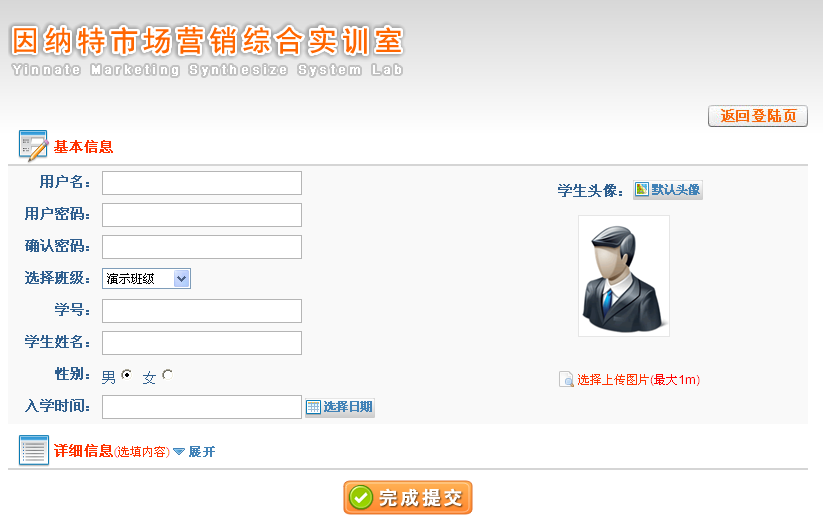 因纳特市场营销综合实训室
Yinnate Marketing Synthesize System Lab
返回登陆页
基本信息
用户名：
用户密码：
确认密码：
选择班级： 演示班级
学号：
学生姓名：
性别： 男 女
入学时间： 选择日期
学生头像： 默认头像
选择上传图片(最大1m)
详细信息(选填内容) 展开
完成提交